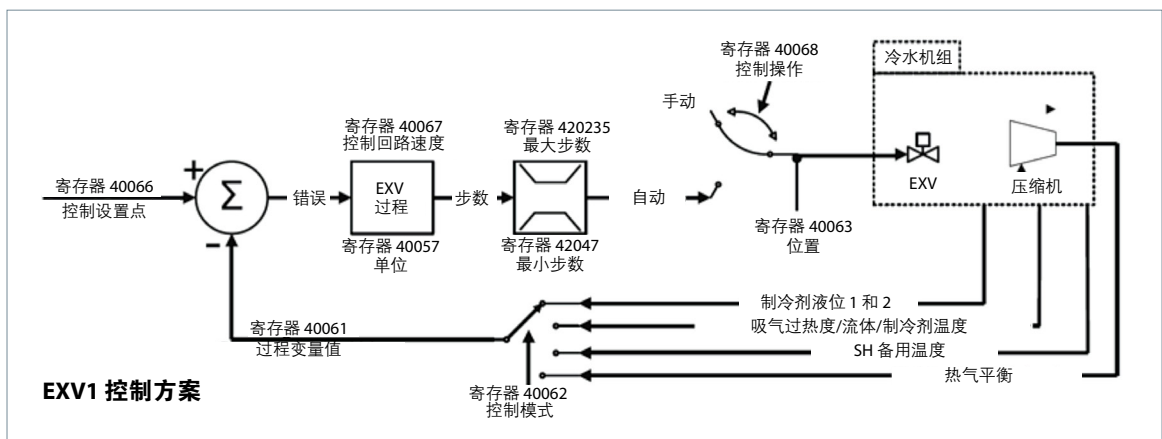 寄存器 40068
控制操作
冷水机组
手动
寄存器 40067
控制回路速度
寄存器 420235
最大步数
寄存器 40066
控制设置点
+
Σ
−
错误
EXV
过程
步数
自动
EXV
压缩机
寄存器 40057
单位
寄存器 42047
最小步数
寄存器 40063
位置
制冷剂液位 1 和 2
吸气过热度/流体/制冷剂温度
寄存器 40061
过程变量值
SH 备用温度
热气平衡
EXV1 控制方案
寄存器 40062
控制模式